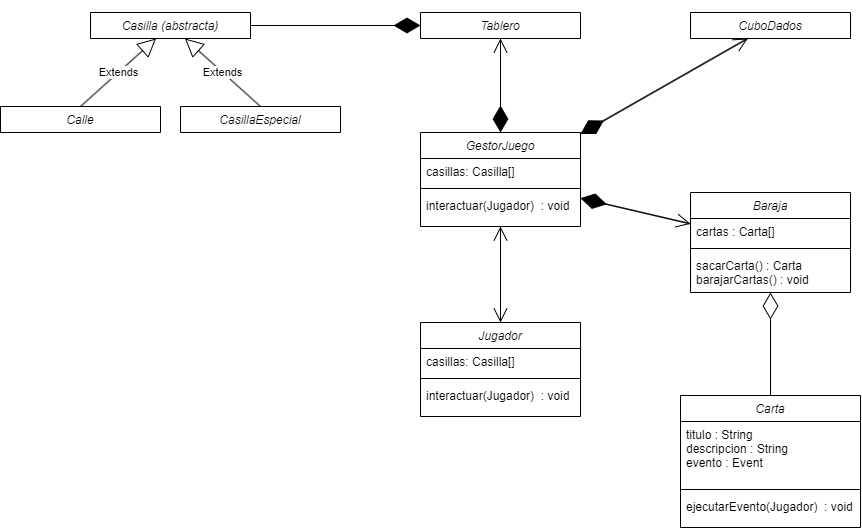 Casilla (abstracta)
Tablero
CuboDados
Extends
Extends
Calle
CasillaEspecial
GestorJuego
casillas: Casilla[]
interactuar(Jugador)  : void
Baraja
cartas : Carta[]
sacarCarta() : Carta
barajarCartas() : void
Jugador
casillas: Casilla[]
interactuar(Jugador)  : void
Carta
titulo : String
descripcion : String
evento : Event
ejecutarEvento(Jugador)  : void